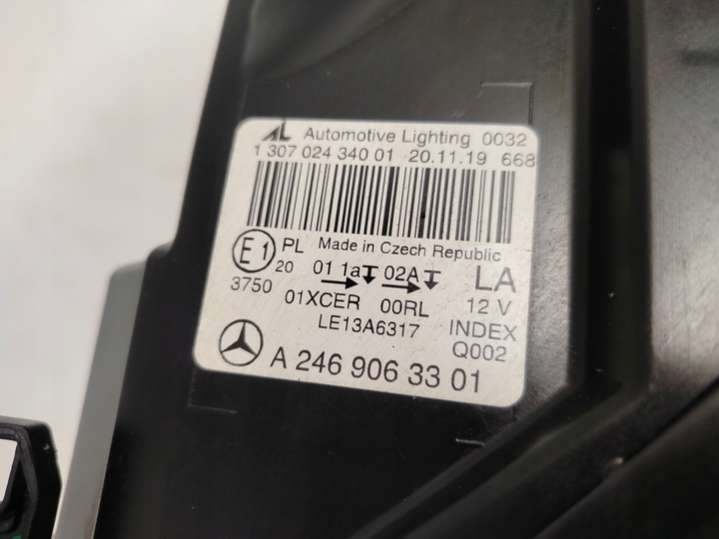 AL Automotive Lighting 0032
1 307 024 340 01 20.11.19 668
E1 PL Made in Czech Republic
20 01 1a 02A LA
3750 01XCER 00RL 12 V
LE13A6317 INDEX
Q002
A 246 906 33 01